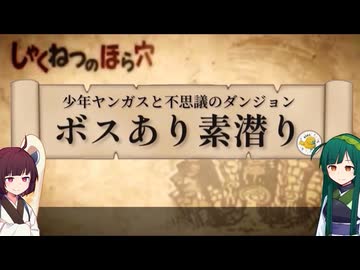 しゃくねつのほら穴
少年ヤンガスと不思議のダンジョン
ボスあり素潜り